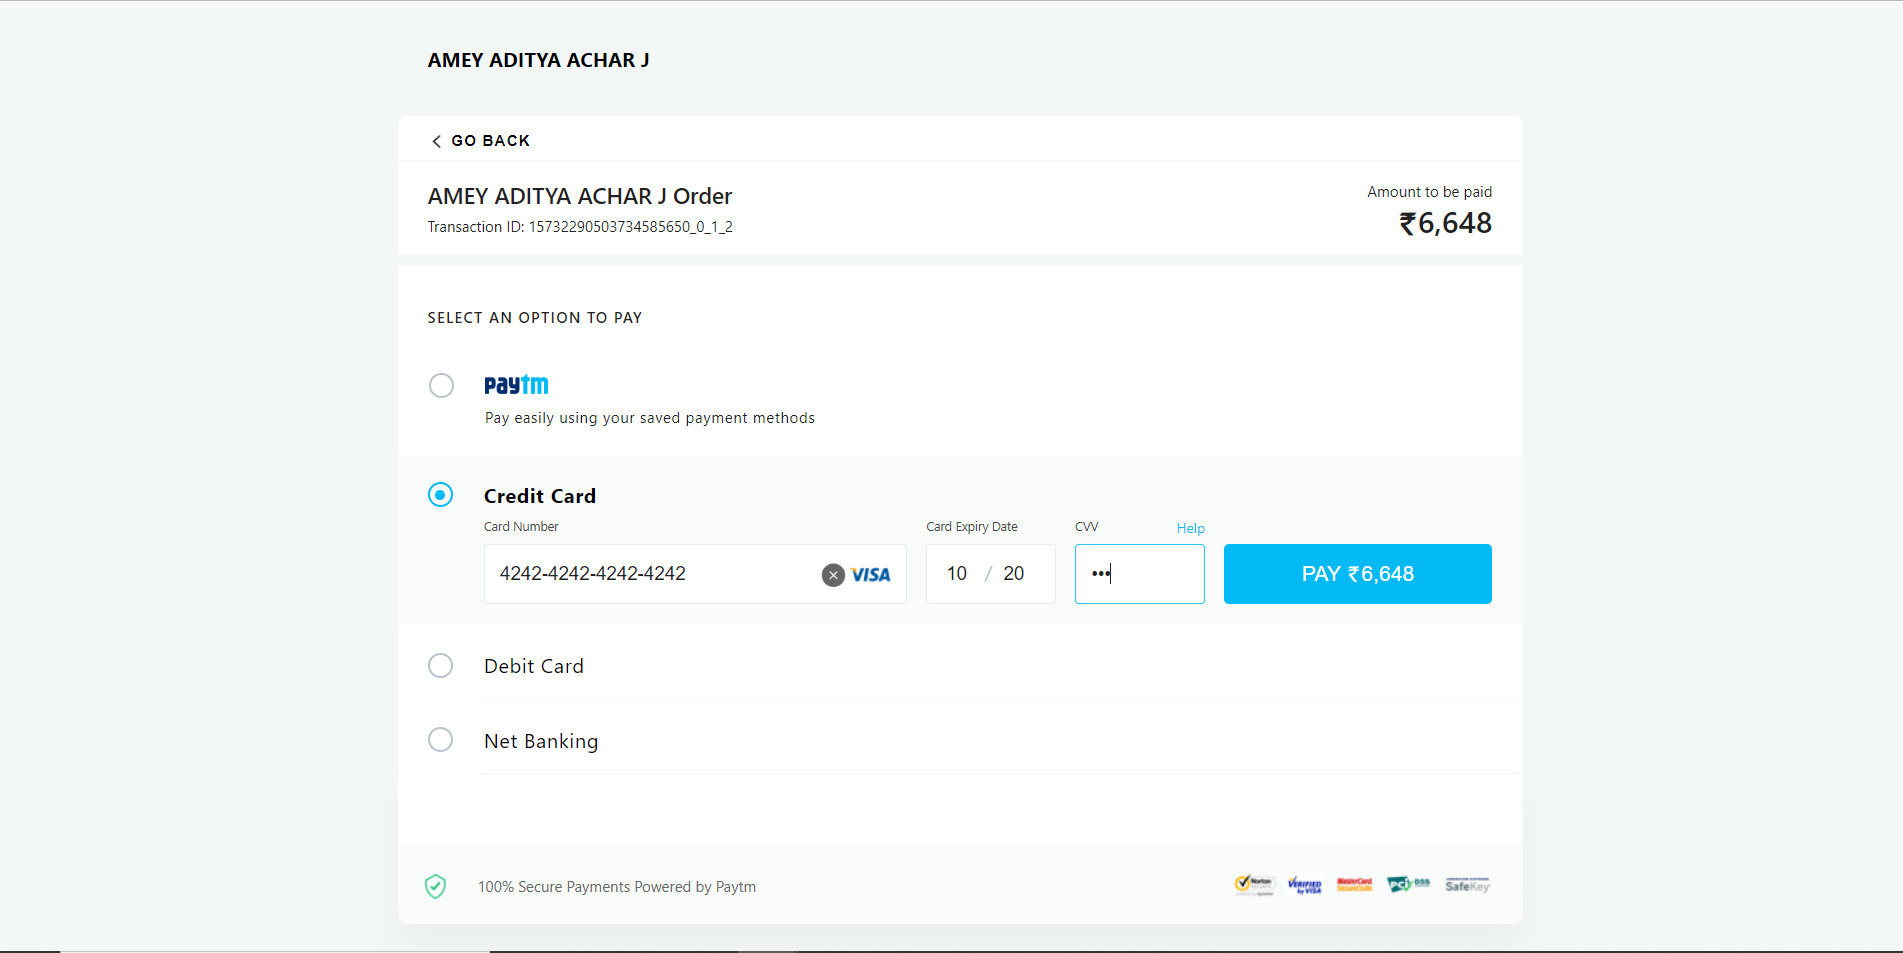 AMEY ADITYA ACHAR J
GO BACK
AMEY ADITYA ACHAR J Order
Transaction ID: 15732290503734585650_0_1_2
Amount to be paid
₹6,648
SELECT AN OPTION TO PAY
paytm
Pay easily using your saved payment methods
Credit Card
Card Number
Card Expiry Date
CVV
Help
4242-4242-4242-4242
VISA
10 / 20
•••
PAY ₹6,648
Debit Card
Net Banking
100% Secure Payments Powered by Paytm
Norton
VERIFIED by VISA
MasterCard SecureCode
PCI DSS
AMERICAN EXPRESS
SafeKey